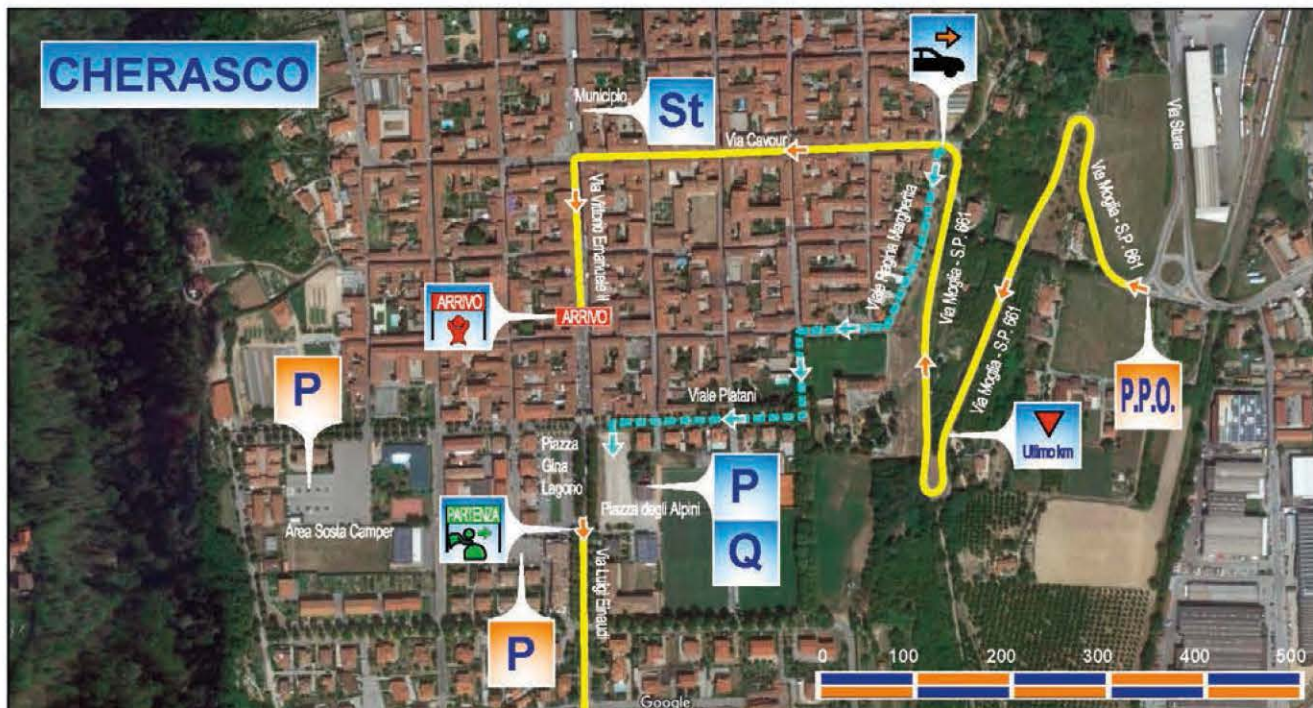 CHERASCO
Municipio
St
Via Cavour
Via Stura
Via Moglia - S.P. 661
Viale Regina Margherita
Via Moglia - S.P. 661
Via Vittorio Emanuele II
ARRIVO
ARRIVO
Via Moglia - S.P. 661
P
P.P.O.
Viale Platani
Ultimo km
Piazza
Gina
Lagorio
P
Q
Piazza degli Alpini
PARTENZA
Area Sosta Camper
Via Luigi Einaudi
P
0 100 200 300 400 500
Google